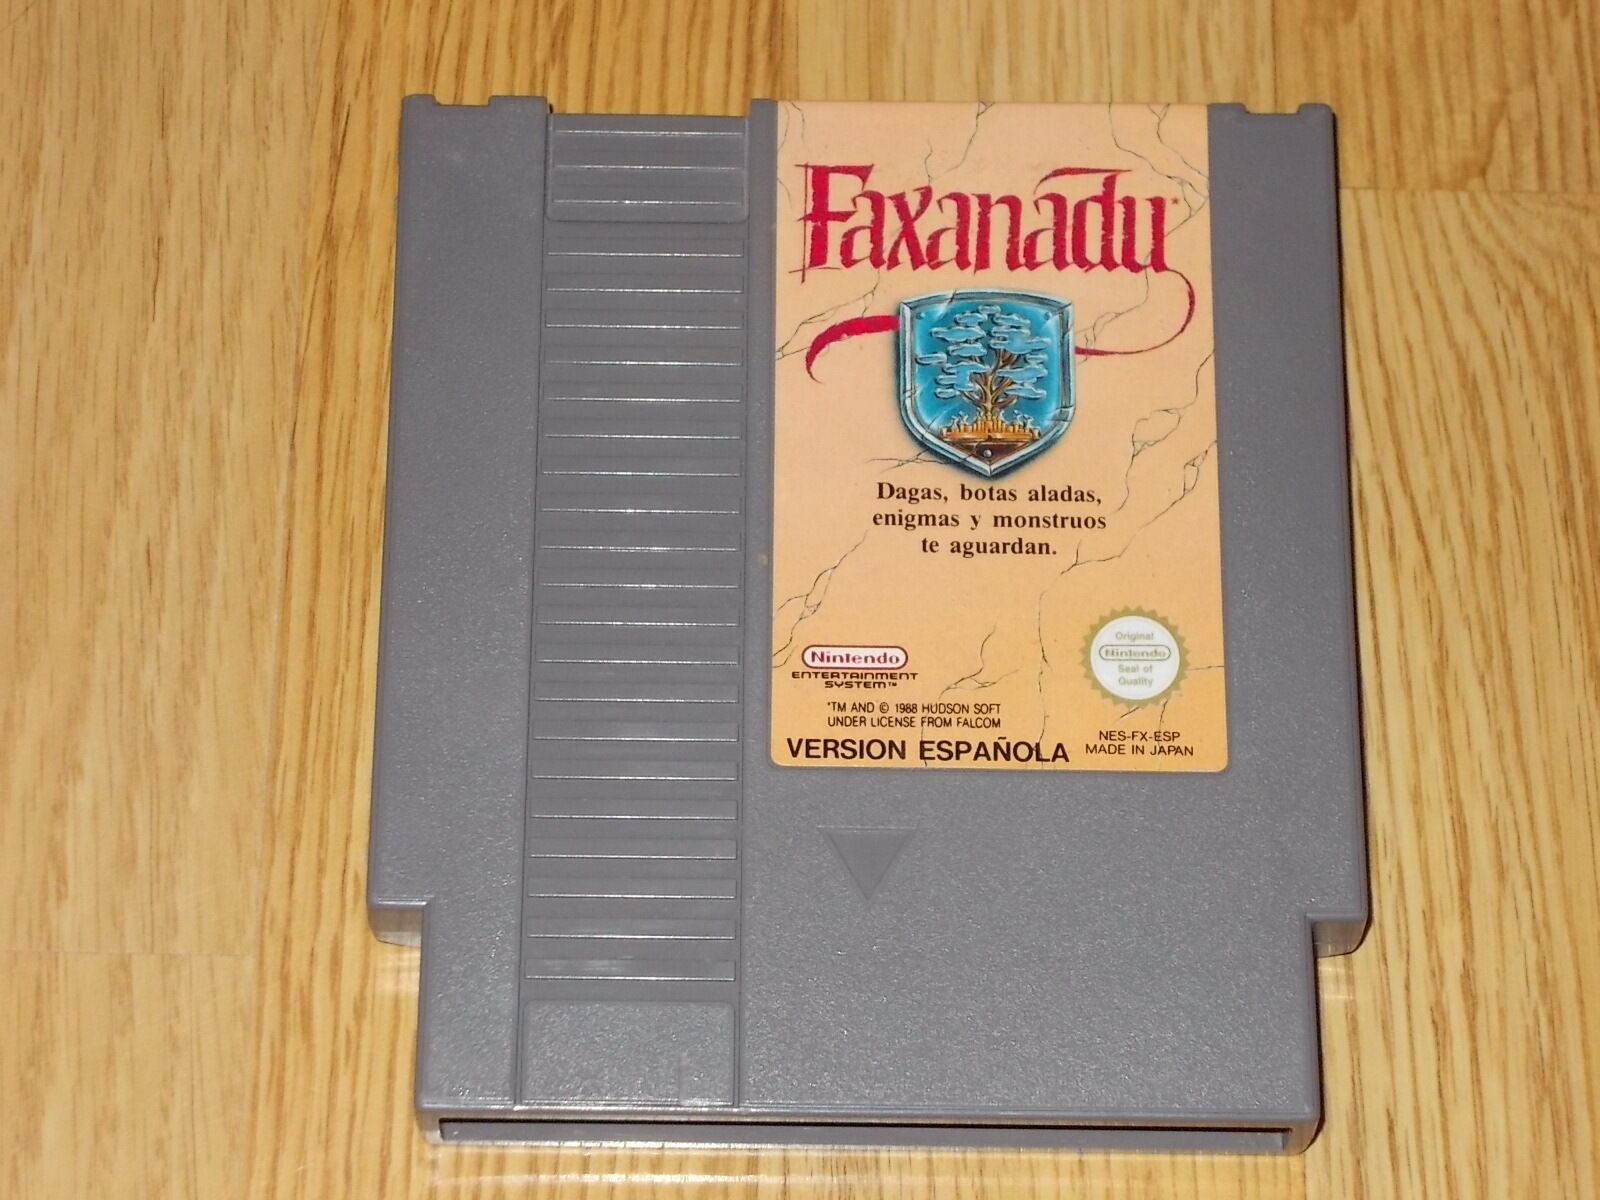 Faxanadu*
Dagas, botas aladas,
enigmas y monstruos
te aguardan.
Nintendo
ENTERTAINMENT
SYSTEM™
Original
Nintendo
Seal of
Quality
*TM AND © 1988 HUDSON SOFT
UNDER LICENSE FROM FALCOM
VERSION ESPAÑOLA
NES-FX-ESP
MADE IN JAPAN